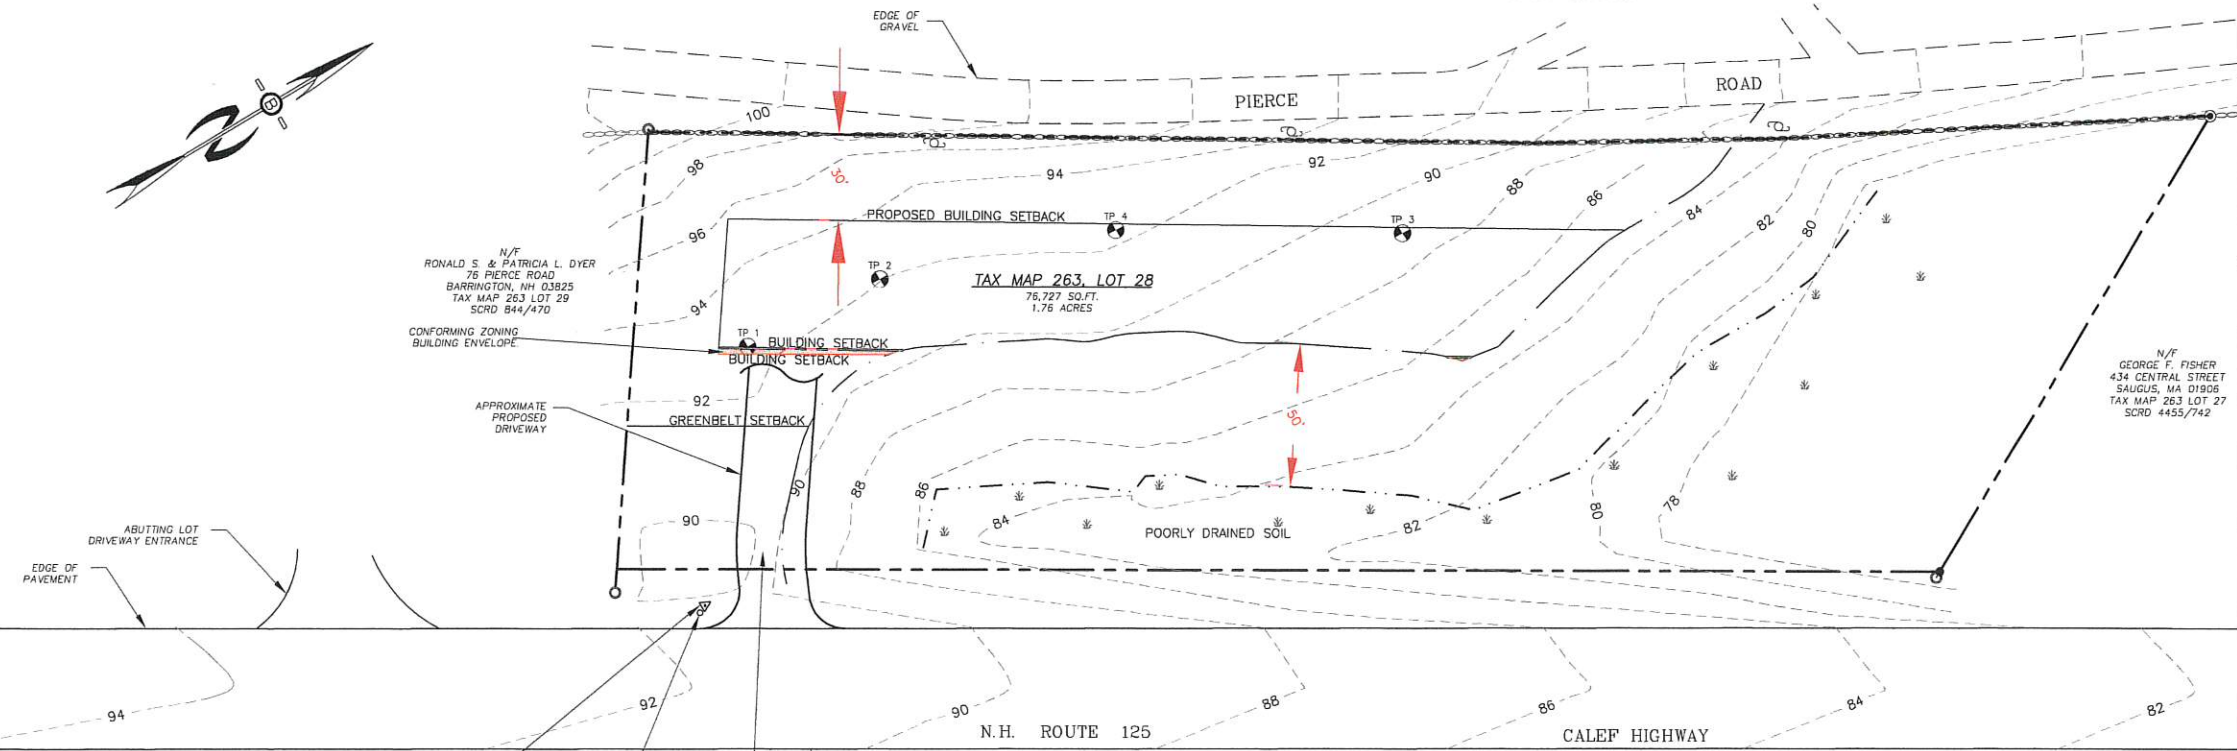 EDGE OF
GRAVEL
PIERCE
ROAD
B
100
98
96
94
92
94
92
90
88
86
84
82
80
30'
PROPOSED BUILDING SETBACK
TP 4
TP 3
TP 2
TP 1
TAX MAP 263, LOT 28
76,727 SQ.FT.
1.76 ACRES
N/F
RONALD S. & PATRICIA L. DYER
76 PIERCE ROAD
BARRINGTON, NH 03825
TAX MAP 263 LOT 29
SCRD 844/470
CONFORMING ZONING
BUILDING ENVELOPE
BUILDING SETBACK
BUILDING SETBACK
APPROXIMATE
PROPOSED
DRIVEWAY
GREENBELT SETBACK
50'
N/F
GEORGE F. FISHER
434 CENTRAL STREET
SAUGUS, MA 01906
TAX MAP 263 LOT 27
SCRD 4455/742
90
90
88
86
84
82
80
78
POORLY DRAINED SOIL
ABUTTING LOT
DRIVEWAY ENTRANCE
EDGE OF
PAVEMENT
94
92
90
88
86
84
82
N.H. ROUTE 125
CALEF HIGHWAY